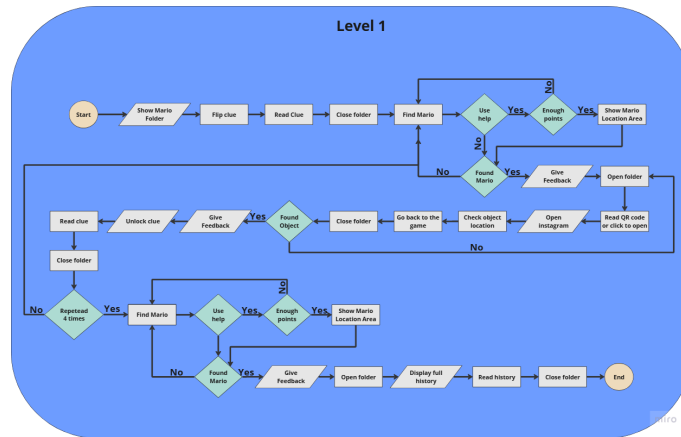 Level 1
Start
Show Mario
Folder
Flip clue
Read Clue
Close folder
Find Mario
Use
help
Yes
Enough
points
No
Yes
Show Mario
Location Area
No
No
Found
Mario
Yes
Give
Feedback
Open folder
Read clue
Unlock clue
Give
Feedback
Yes
Found
Object
Close folder
Go back to the
game
Check object
location
Open
instagram
Read QR code
or click to open
No
Close folder
No
Repstead
4 times
Yes
Find Mario
Use
help
Yes
Enough
points
No
Yes
Show Mario
Location Area
No
Found
Mario
Yes
Give
Feedback
Open folder
Display full
history
Read history
Close folder
End
miro